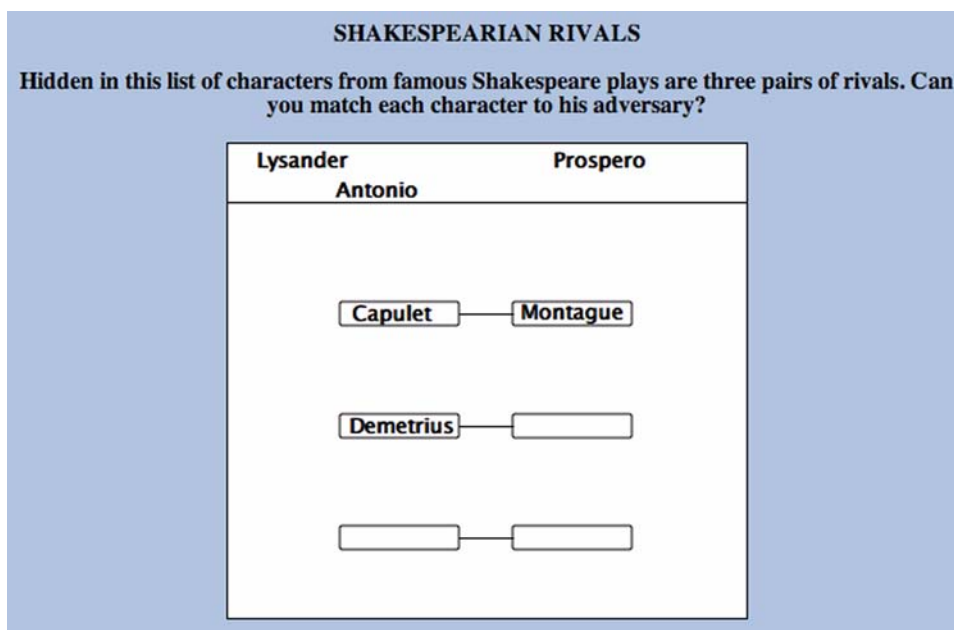 SHAKESPEARIAN RIVALS
Hidden in this list of characters from famous Shakespeare plays are three pairs of rivals. Can
you match each character to his adversary?
Lysander Prospero
Antonio
Capulet Montague
Demetrius